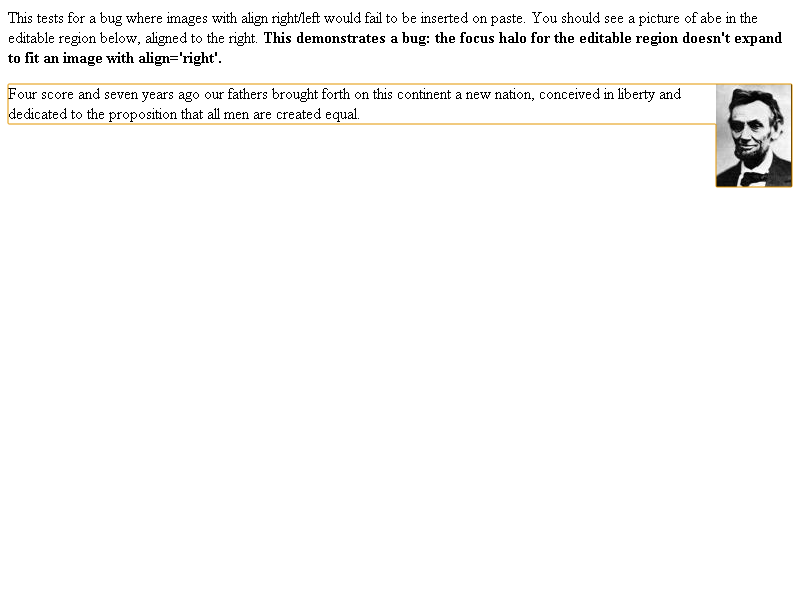 This tests for a bug where images with align right/left would fail to be inserted on paste. You should see a picture of abe in the
editable region below, aligned to the right. This demonstrates a bug: the focus halo for the editable region doesn't expand
to fit an image with align='right'.
Four score and seven years ago our fathers brought forth on this continent a new nation, conceived in liberty and
dedicated to the proposition that all men are created equal.